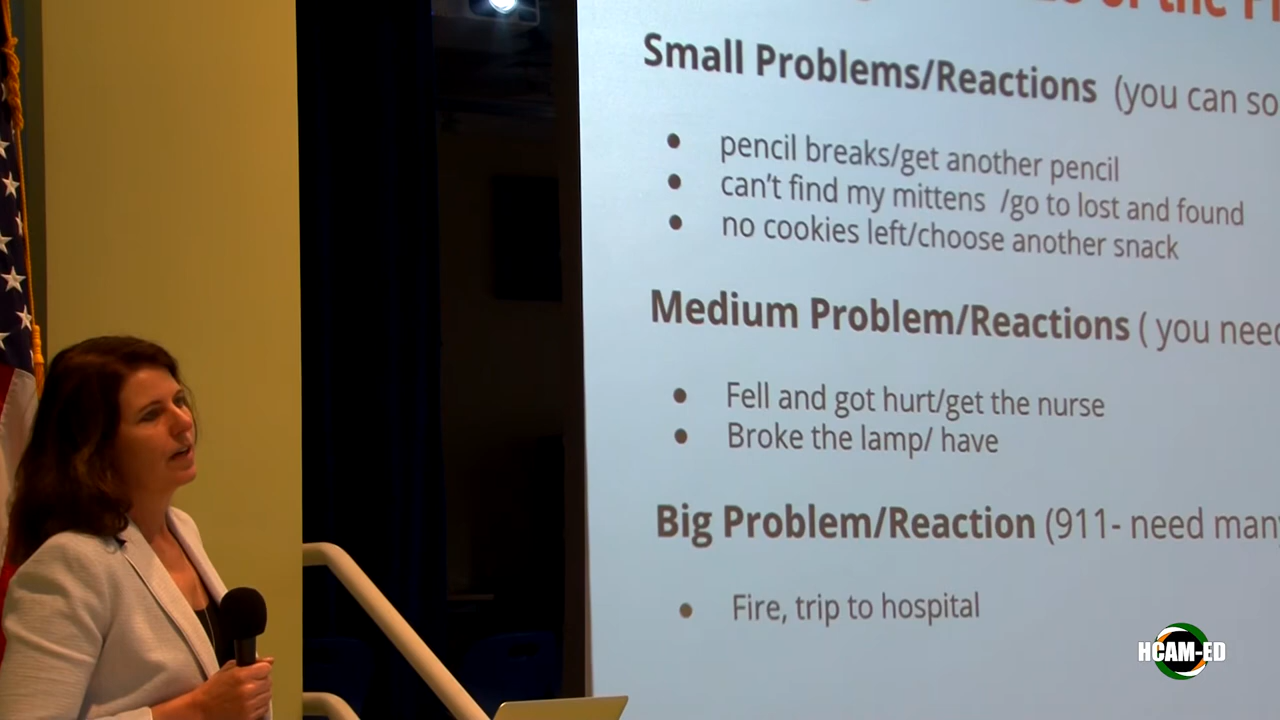 of the
Small Problems/Reactions (you can so
pencil breaks/get another pencil
can't find my mittens /go to lost and found
no cookies left/choose another snack
Medium Problem/Reactions ( you need
Fell and got hurt/get the nurse
Broke the lamp/ have
Big Problem/Reaction (911- need man
Fire, trip to hospital
HCAM-ED